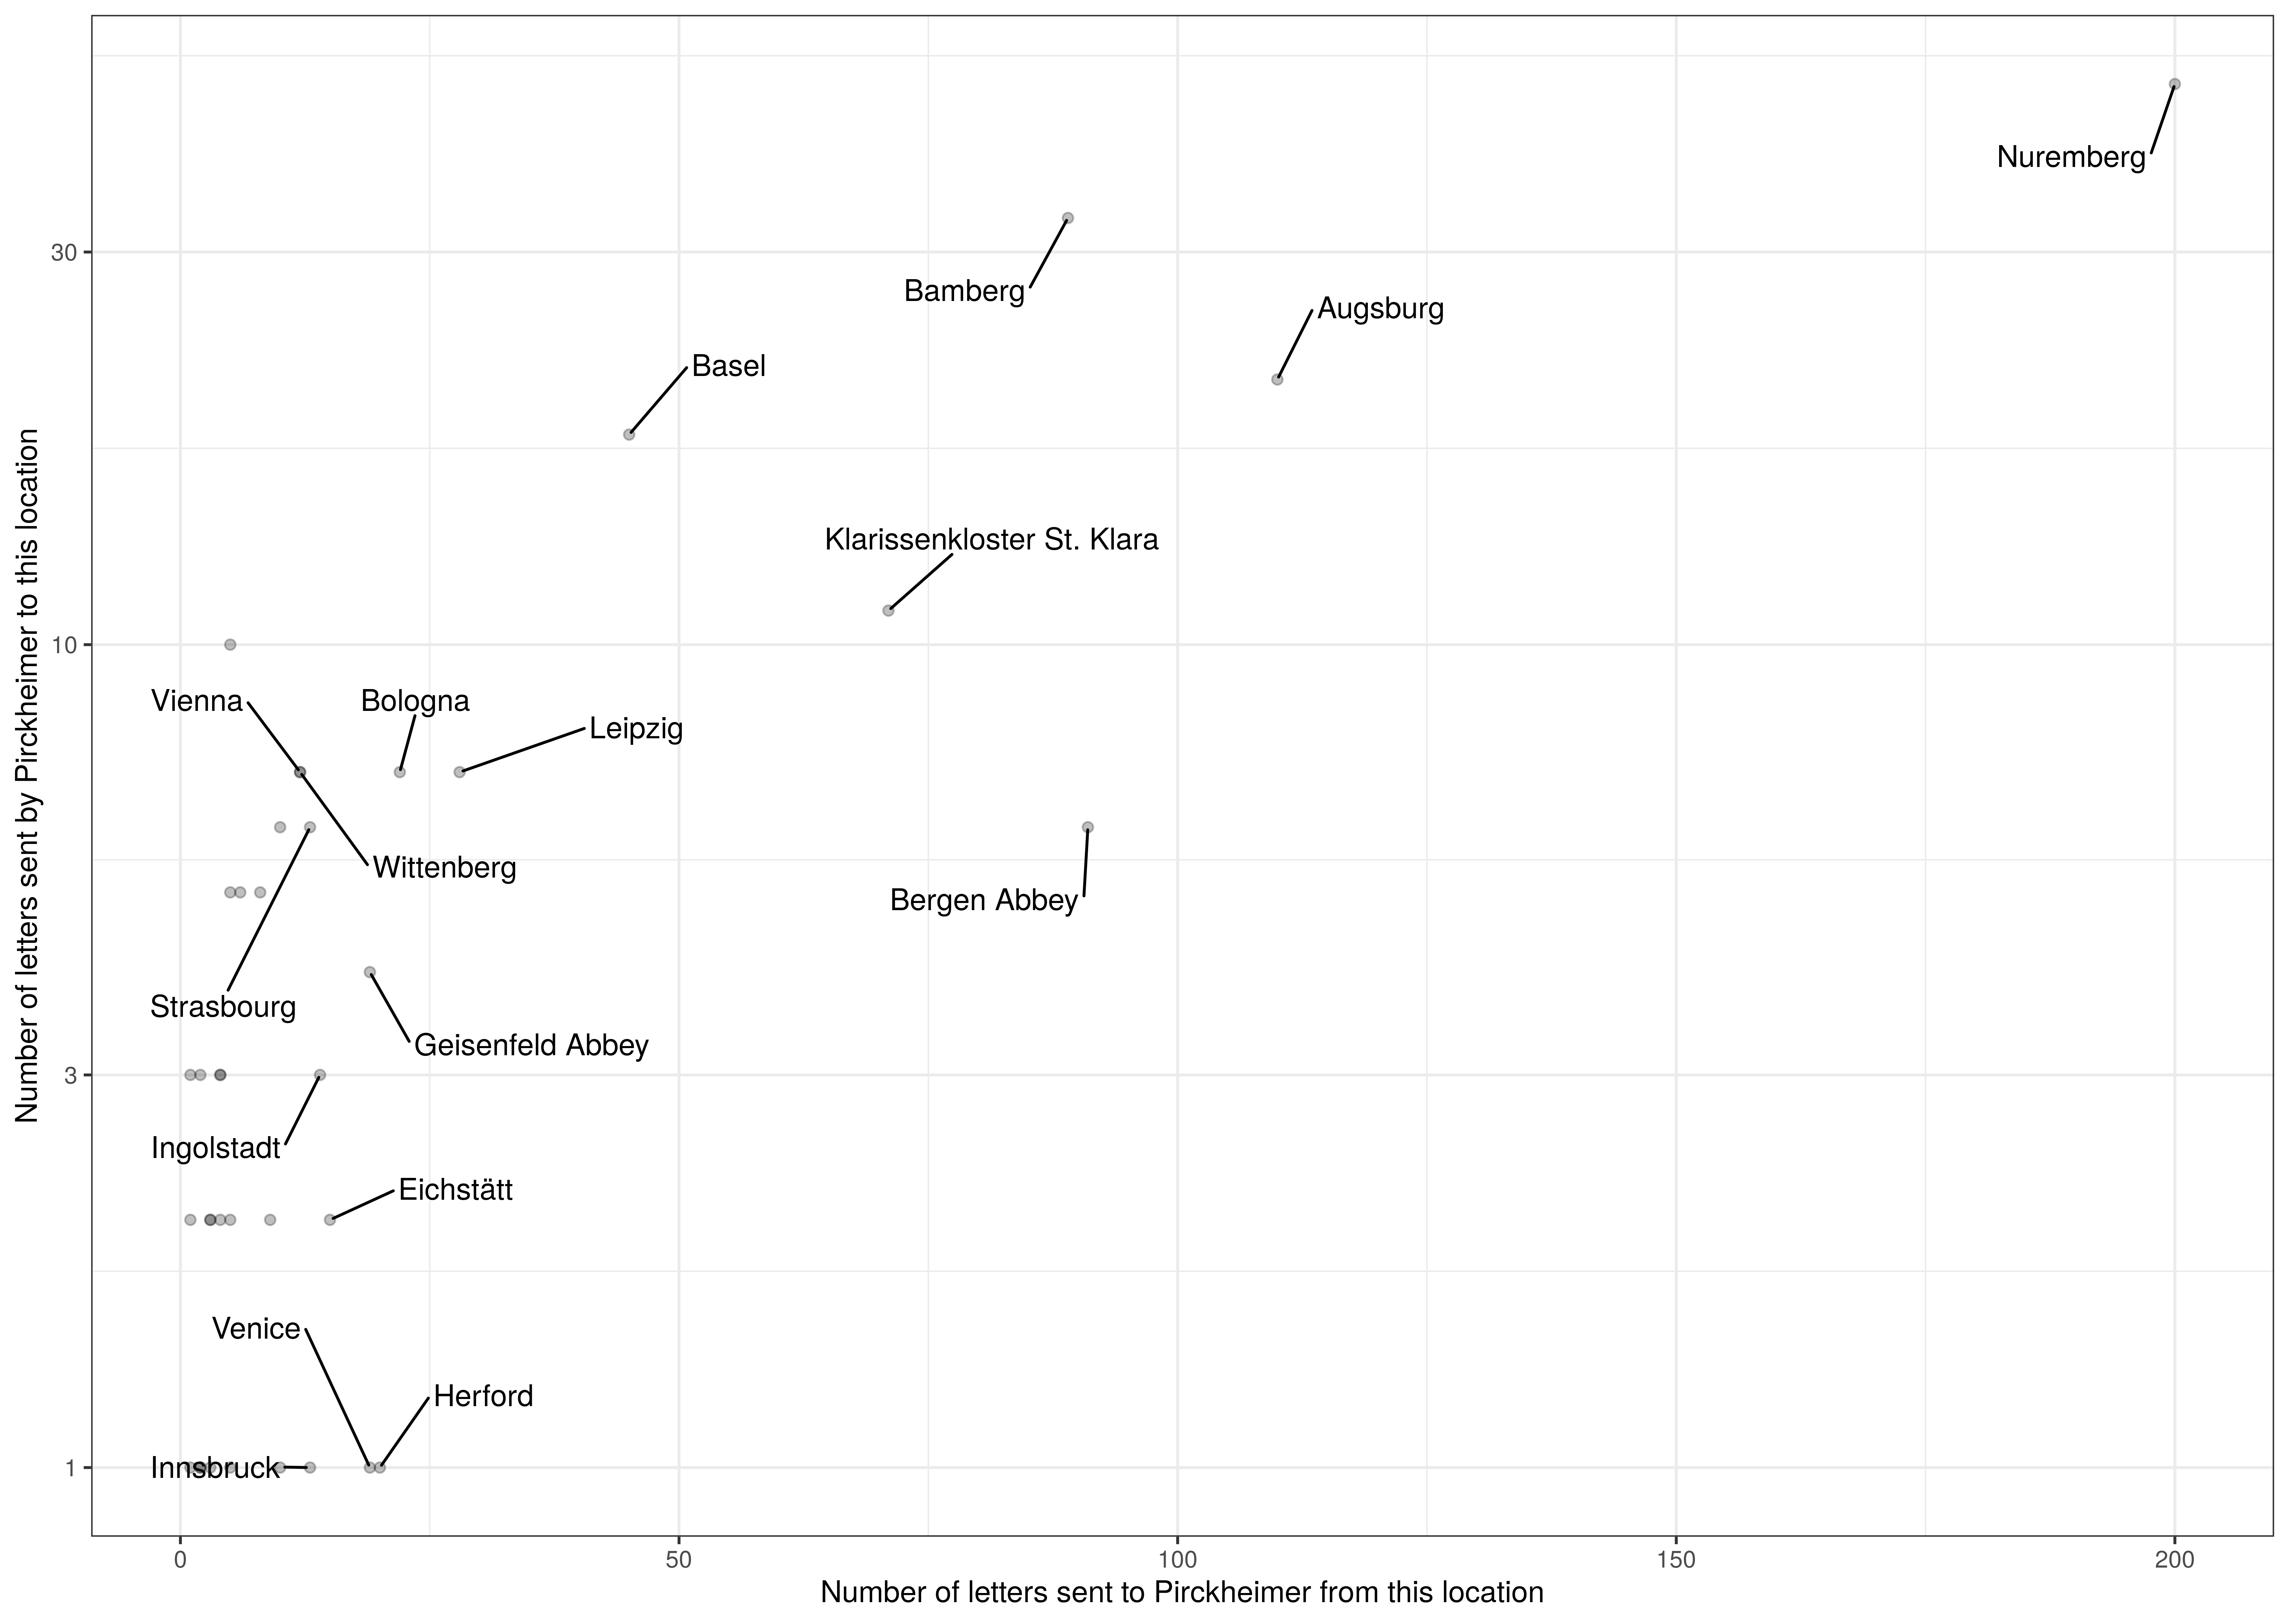 Nuremberg
30
Bamberg
Augsburg
Basel
Number of letters sent by Pirckheimer to this location
Klarissenkloster St. Klara
10
Vienna
Bologna
Leipzig
Wittenberg
Bergen Abbey
Strasbourg
Geisenfeld Abbey
3
Ingolstadt
Eichstätt
Venice
Herford
1
Innsbruck
0
50
100
150
200
Number of letters sent to Pirckheimer from this location